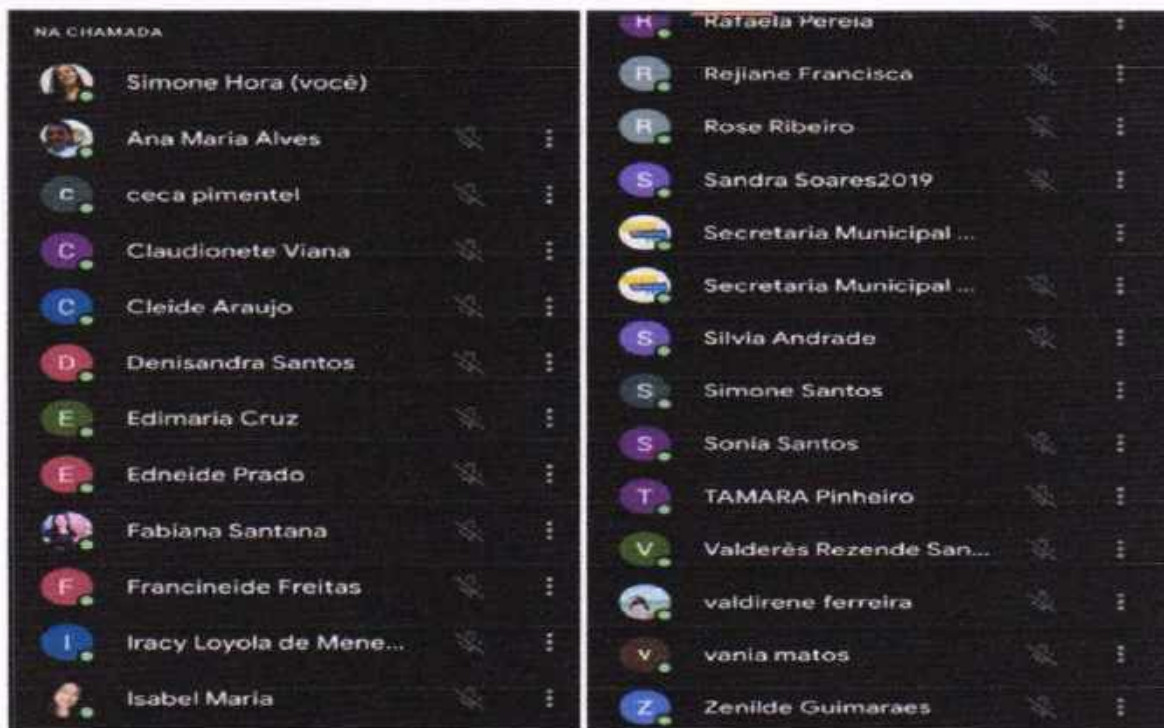 NA CHAMADA
Simone Hora (você)
Ana Maria Alves
C
ceca pimentel
C
Claudionete Viana
C
Cleide Araujo
D
Denisandra Santos
E
Edimaria Cruz
E
Edneide Prado
Fabiana Santana
F
Francineide Freitas
I
Iracy Loyola de Mene...
Isabel Maria
R
Rafaela Pereia
R
Rejiane Francisca
R
Rose Ribeiro
S
Sandra Soares2019
Secretaria Municipal ...
Secretaria Municipal ...
S
Silvia Andrade
S
Simone Santos
S
Sonia Santos
T
TAMARA Pinheiro
V
Valderês Rezende San...
valdirene ferreira
v
vania matos
Z
Zenilde Guimaraes